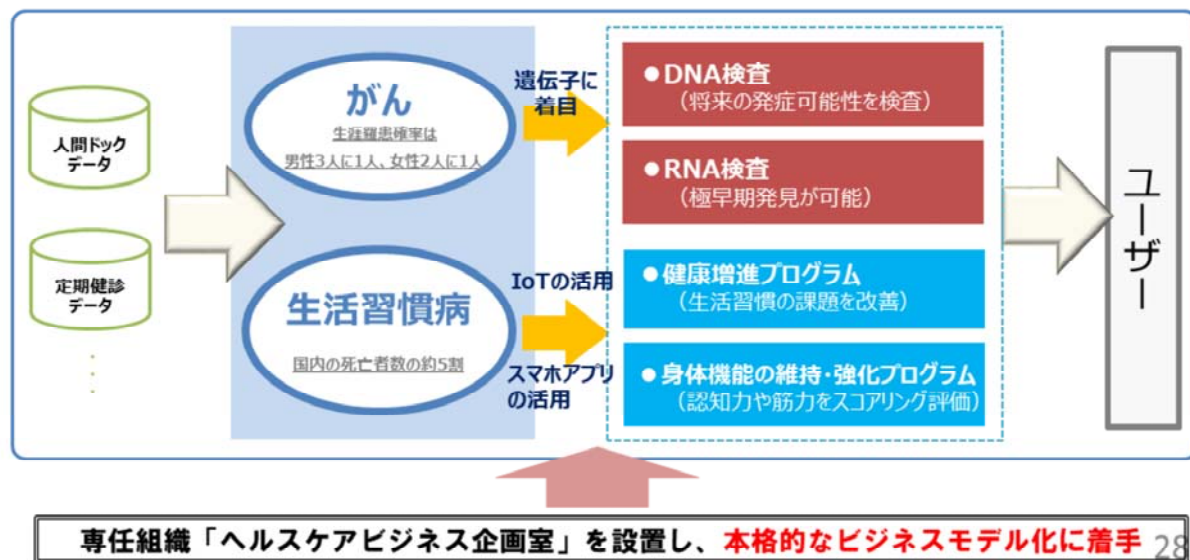 人間ドック
データ
定期健診
データ
がん
生涯罹患確率は
男性3人に1人、女性2人に1人
生活習慣病
国内の死亡者数の約5割
遺伝子に
着目
IoTの活用
スマホアプリ
の活用
●DNA検査
（将来の発症可能性を検査）
●RNA検査
（極早期発見が可能）
●健康増進プログラム
（生活習慣の課題を改善）
●身体機能の維持・強化プログラム
（認知力や筋力をスコアリング評価）
ユーザー
専任組織「ヘルスケアビジネス企画室」を設置し、本格的なビジネスモデル化に着手
28